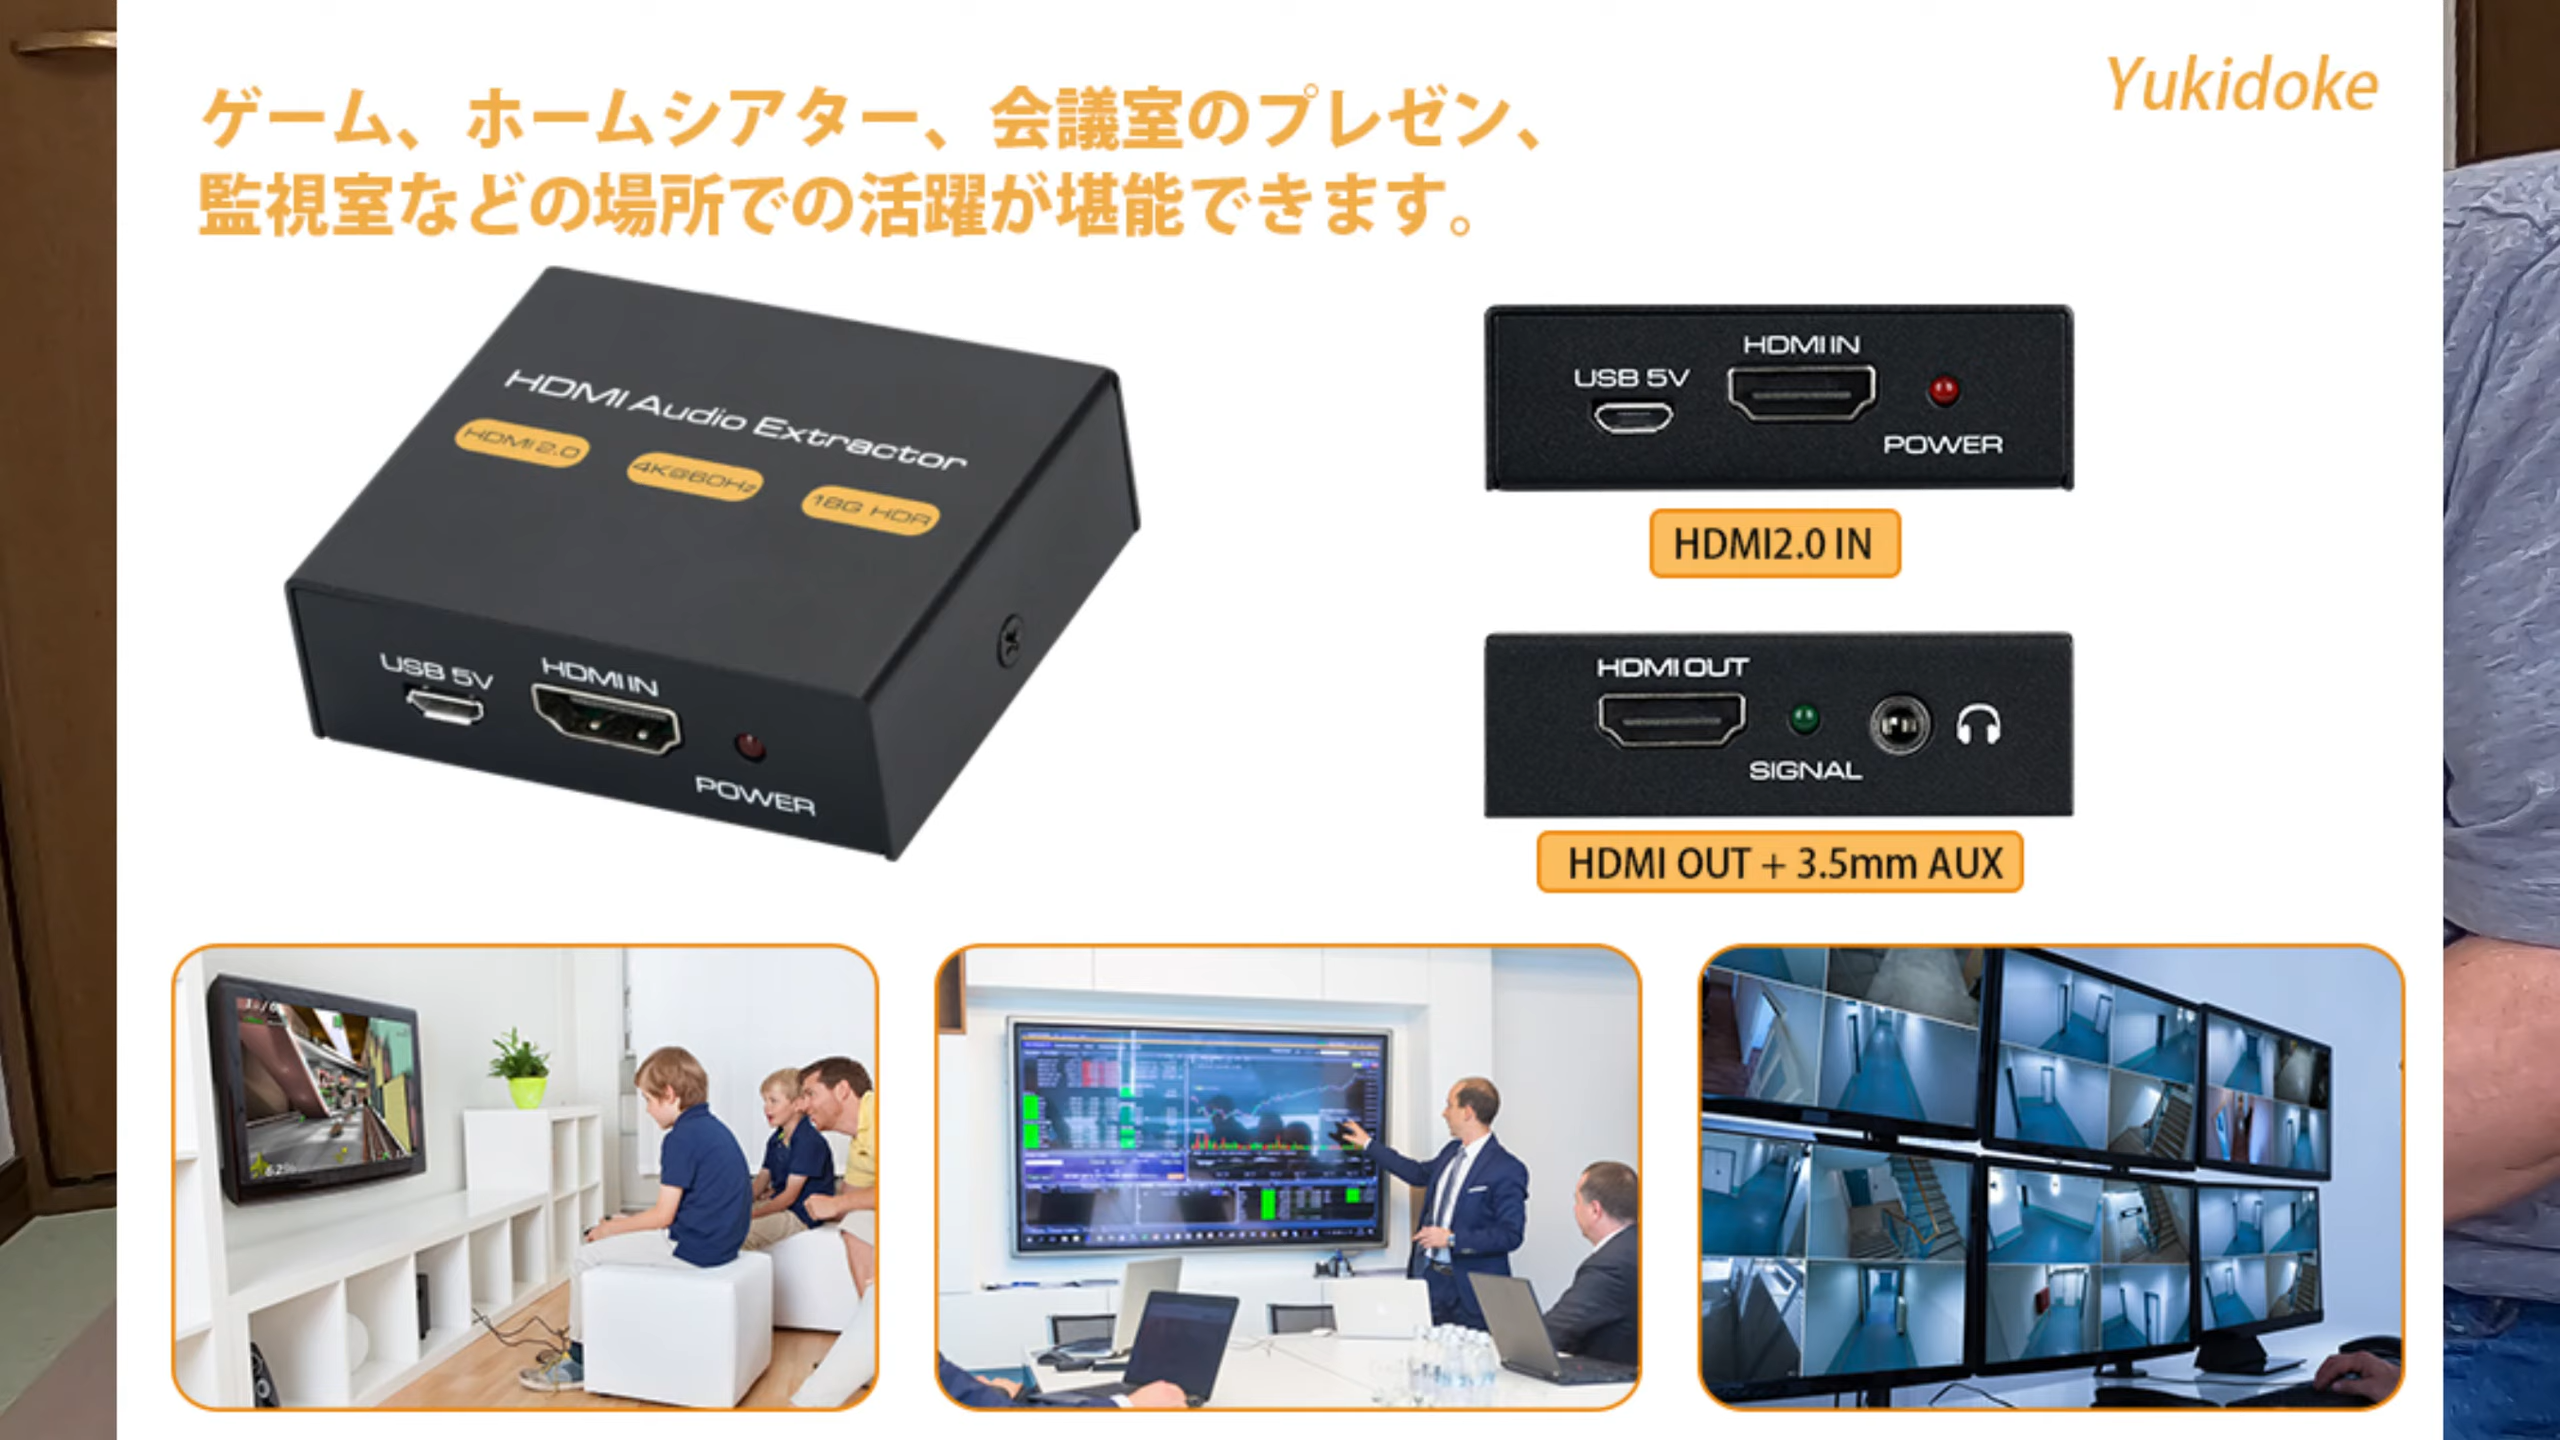 Yukidoke
ゲーム、ホームシアター、会議室のプレゼン、
監視室などの場所での活躍が堪能できます。
HDMI Audio Extractor
HDMI 2.0
4K@60Hz
18G HDR
USB 5V
HDMI IN
POWER
USB 5V
HDMI IN
POWER
HDMI2.0 IN
HDMI OUT
SIGNAL
HDMI OUT + 3.5mm AUX